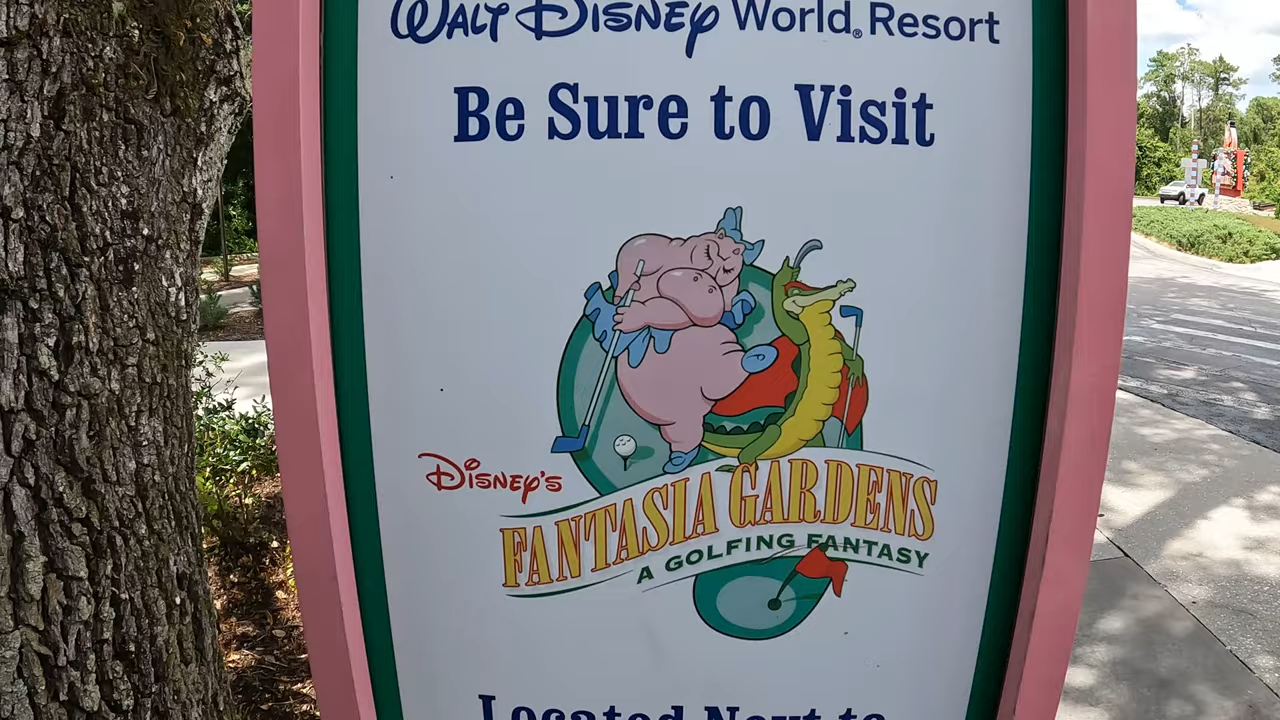 WALT DISNEY World® Resort
Be Sure to Visit
DISNEY'S
FANTASIA GARDENS
A GOLFING FANTASY
Located Next to